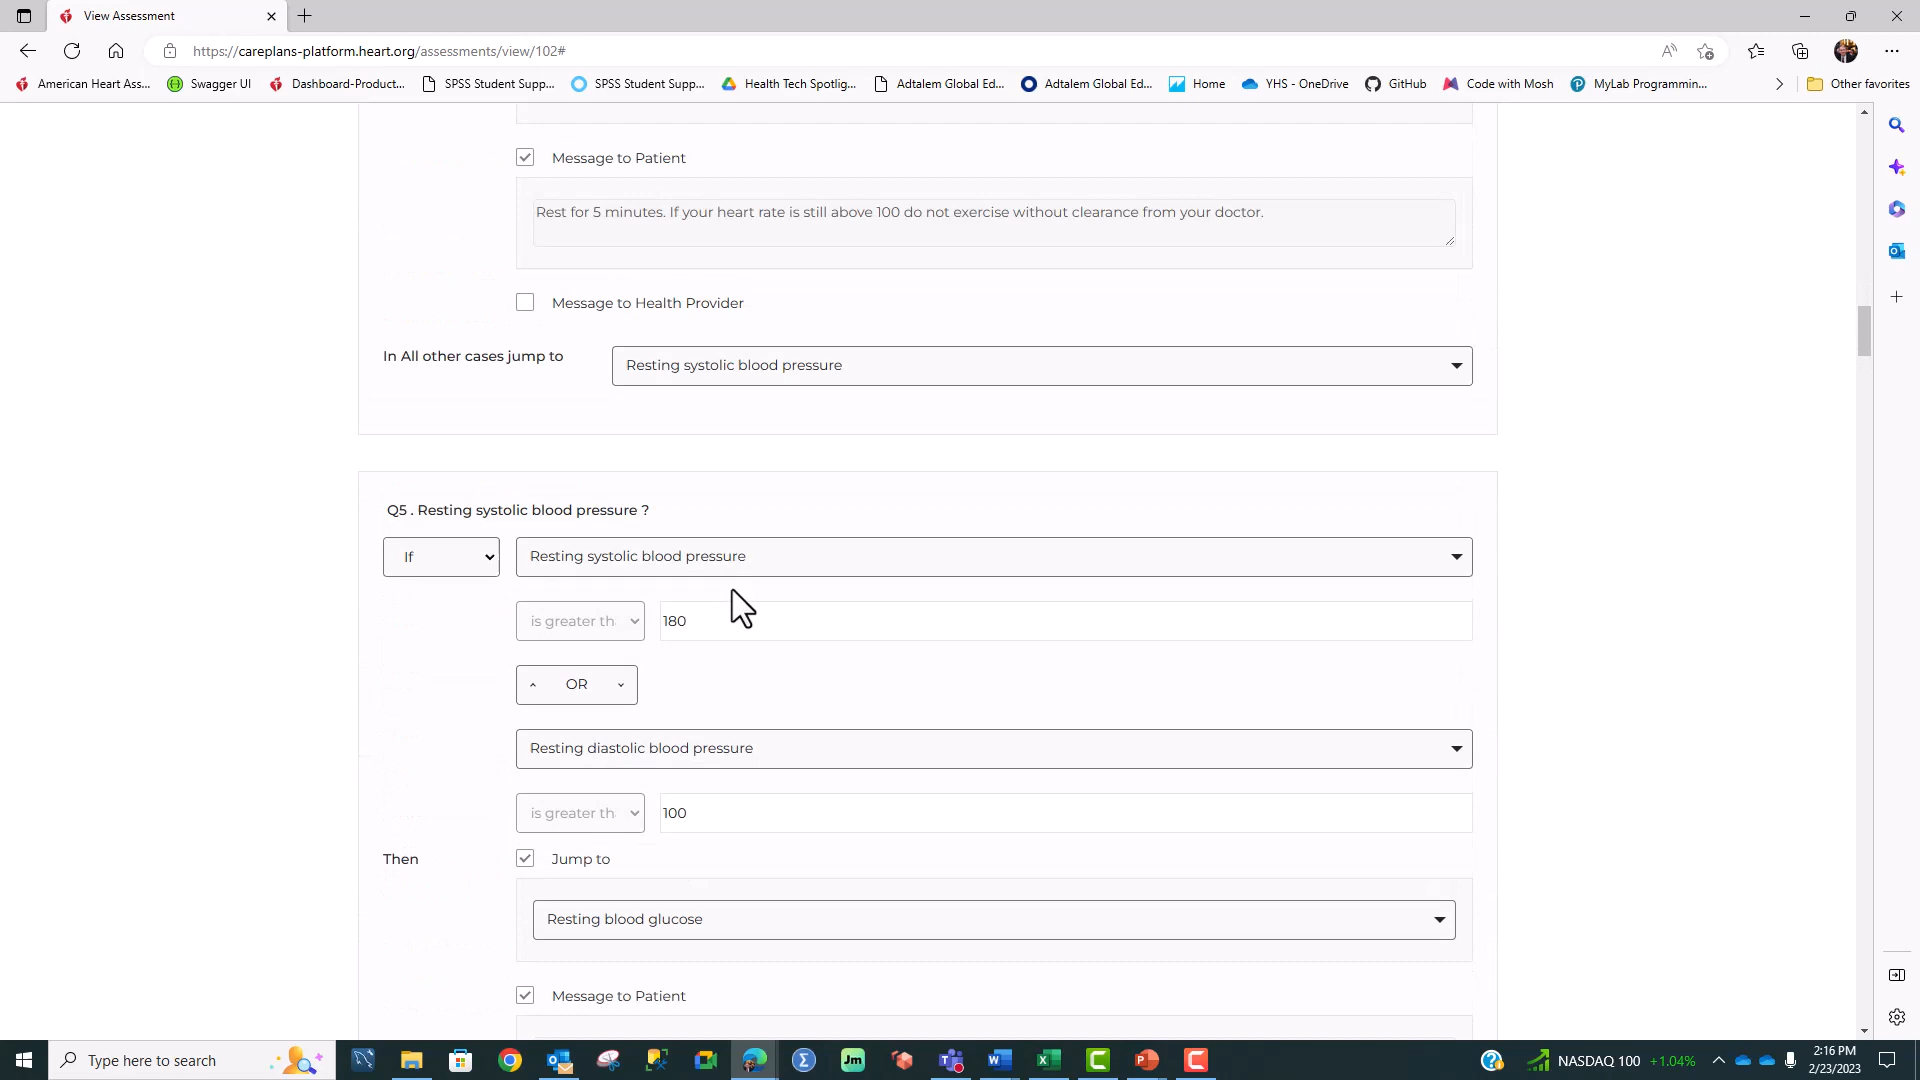 View Assessment
https://careplans-platform.heart.org/assessments/view/102#
American Heart Ass...
Swagger UI
Dashboard-Product...
SPSS Student Supp...
SPSS Student Supp...
Health Tech Spotlig...
Adtalem Global Ed...
Adtalem Global Ed...
Home
YHS - OneDrive
GitHub
Code with Mosh
MyLab Programmin...
Other favorites
Message to Patient
Rest for 5 minutes. If your heart rate is still above 100 do not exercise without clearance from your doctor.
Message to Health Provider
In All other cases jump to
Resting systolic blood pressure
Q5 . Resting systolic blood pressure ?
If
Resting systolic blood pressure
is greater th
180
OR
Resting diastolic blood pressure
is greater th
100
Then
Jump to
Resting blood glucose
Message to Patient
Type here to search
Jm
NASDAQ 100 +1.04%
2:16 PM
2/23/2023